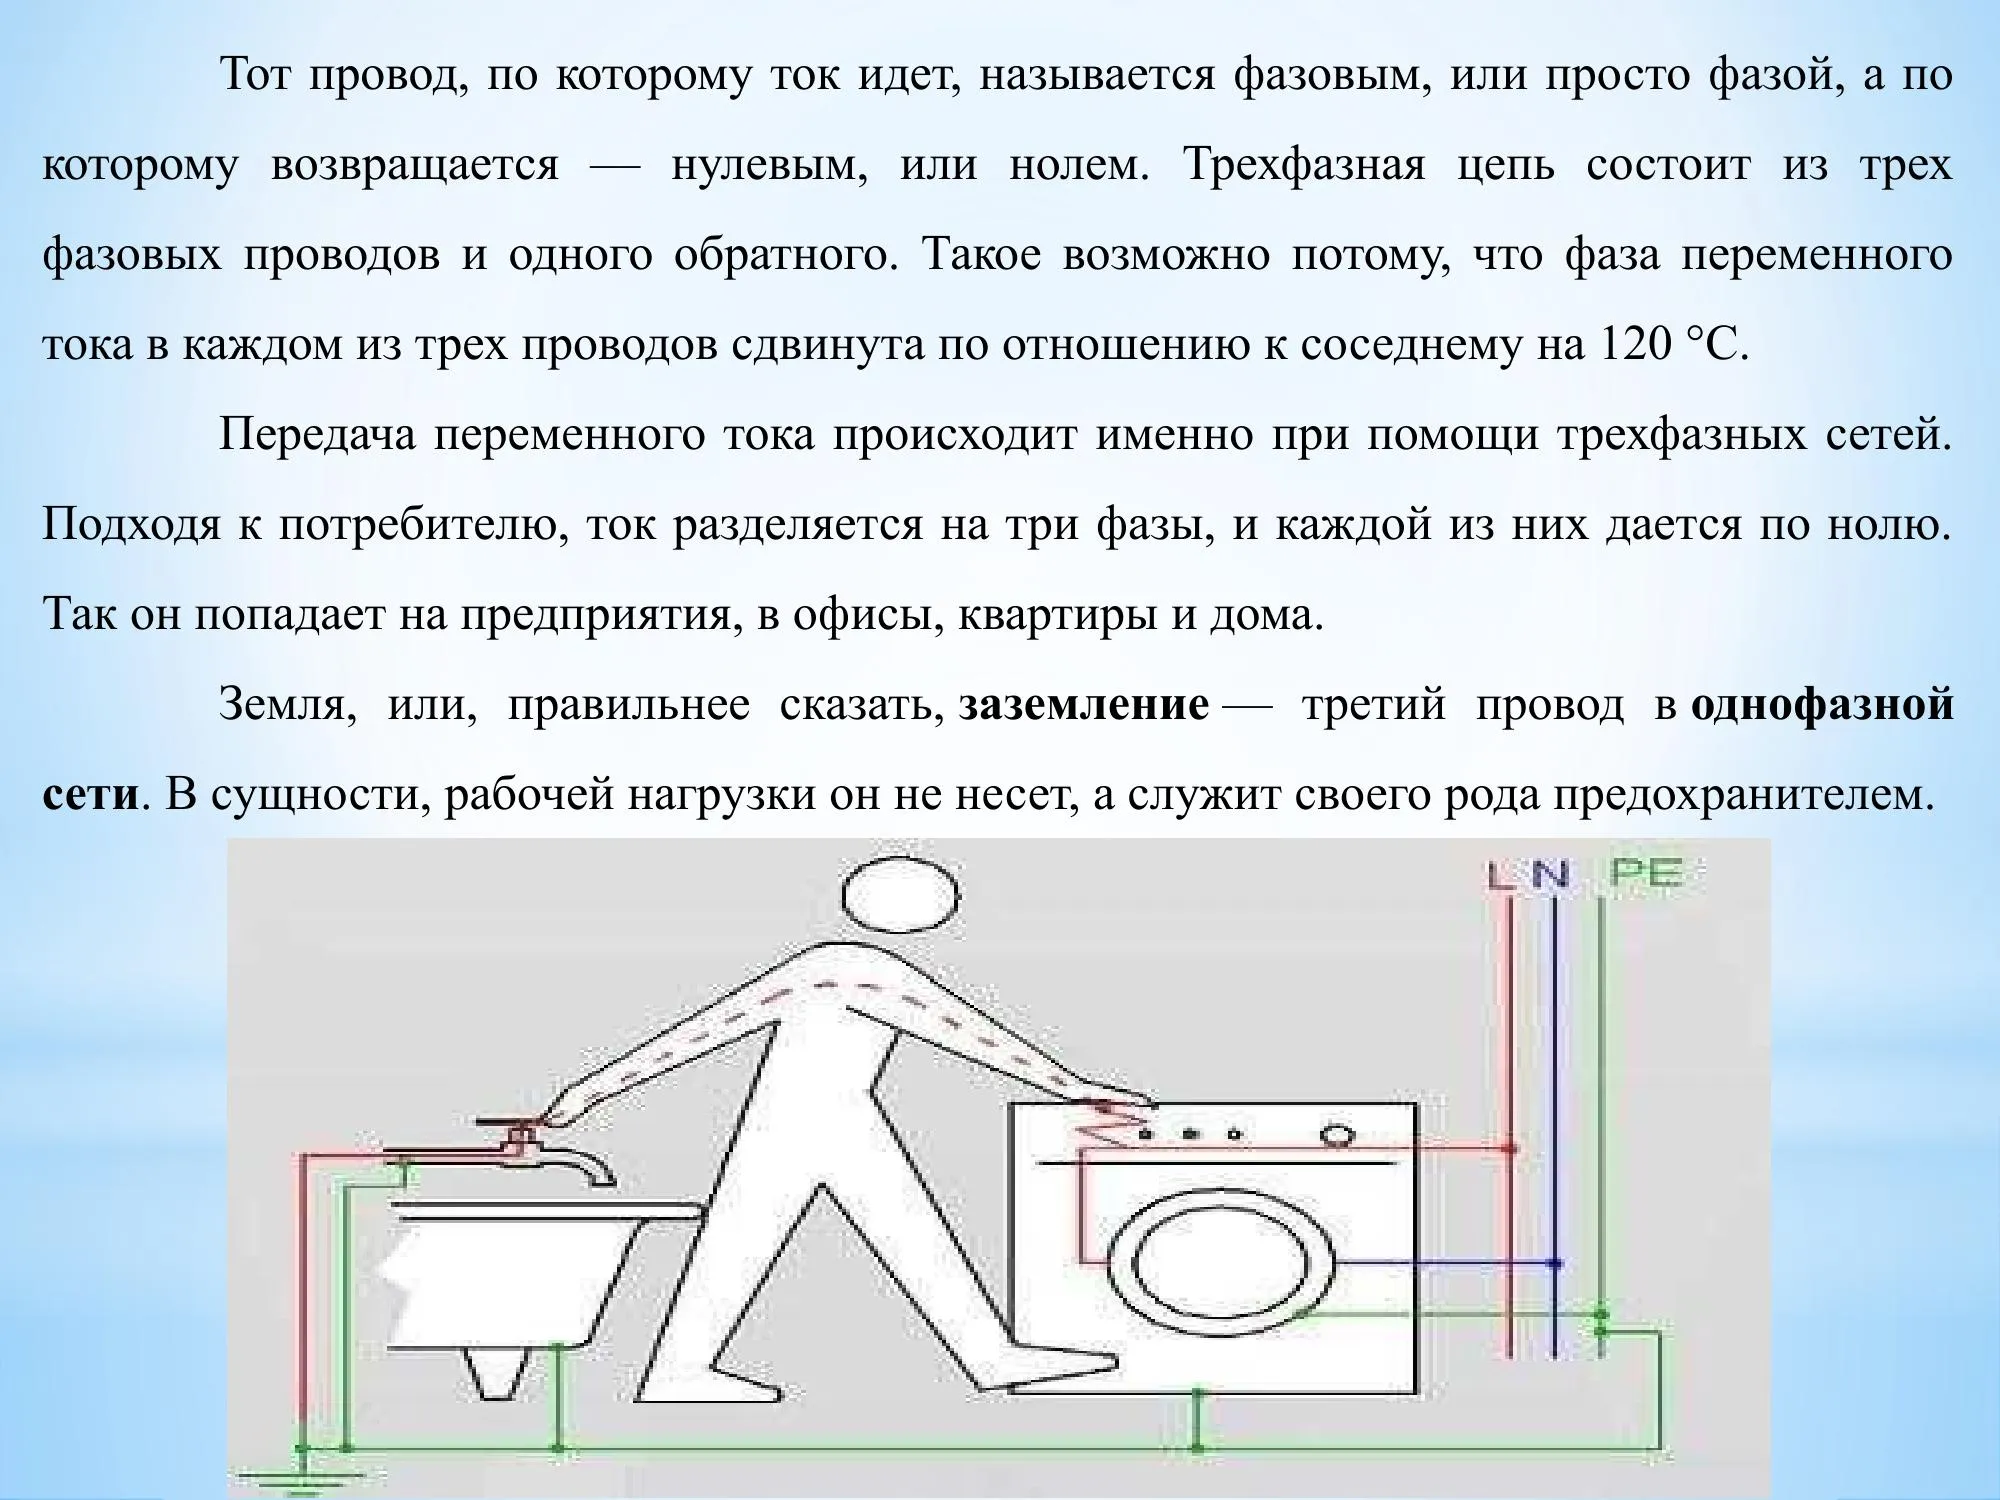 Тот провод, по которому ток идет, называется фазовым, или просто фазой, а по
которому возвращается — нулевым, или нолем. Трехфазная цепь состоит из трех
фазовых проводов и одного обратного. Такое возможно потому, что фаза переменного
тока в каждом из трех проводов сдвинута по отношению к соседнему на 120 °С.
Передача переменного тока происходит именно при помощи трехфазных сетей.
Подходя к потребителю, ток разделяется на три фазы, и каждой из них дается по нолю.
Так он попадает на предприятия, в офисы, квартиры и дома.
Земля, или, правильнее сказать, заземление — третий провод в однофазной
сети. В сущности, рабочей нагрузки он не несет, а служит своего рода предохранителем.
L N PE